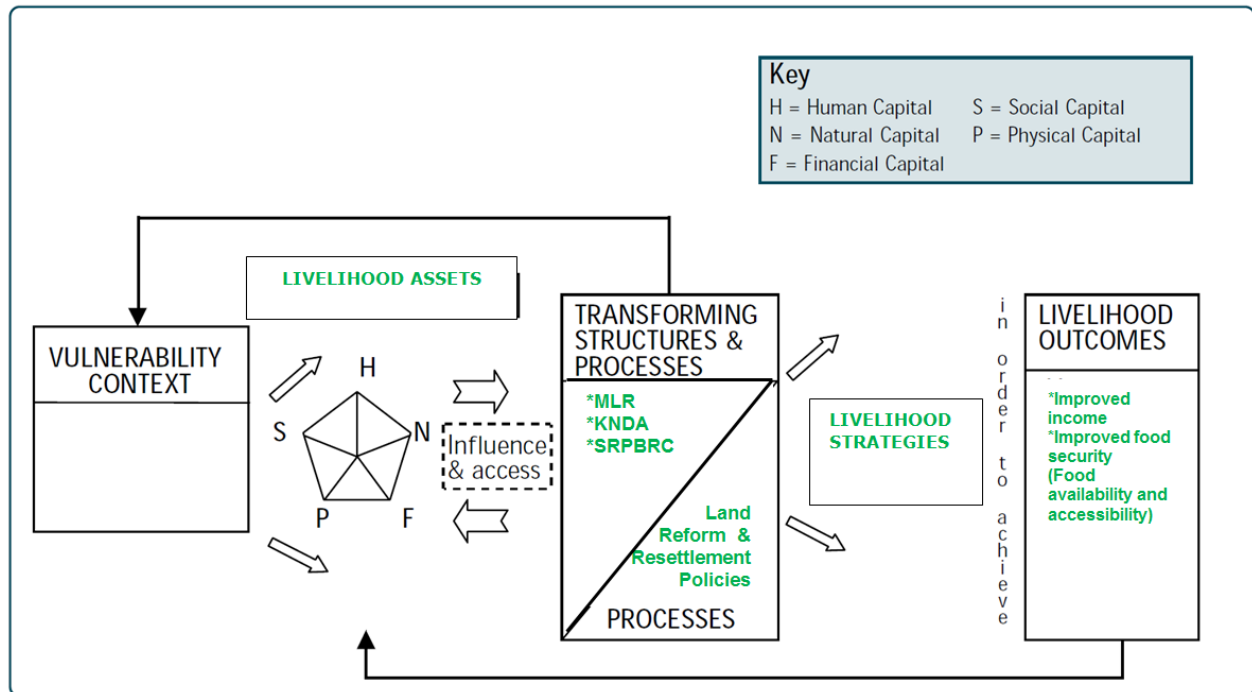 Key
H = Human Capital S = Social Capital
N = Natural Capital P = Physical Capital
F = Financial Capital
LIVELIHOOD ASSETS
VULNERABILITY
CONTEXT
H
S
N
P
F
Influence
& access
TRANSFORMING
STRUCTURES &
PROCESSES
*MLR
*KNDA
*SRPBRC
Land
Reform &
Resettlement
Policies
PROCESSES
LIVELIHOOD
STRATEGIES
in order to achieve
LIVELIHOOD
OUTCOMES
*Improved
income
*Improved food
security
(Food
availability and
accessibility)